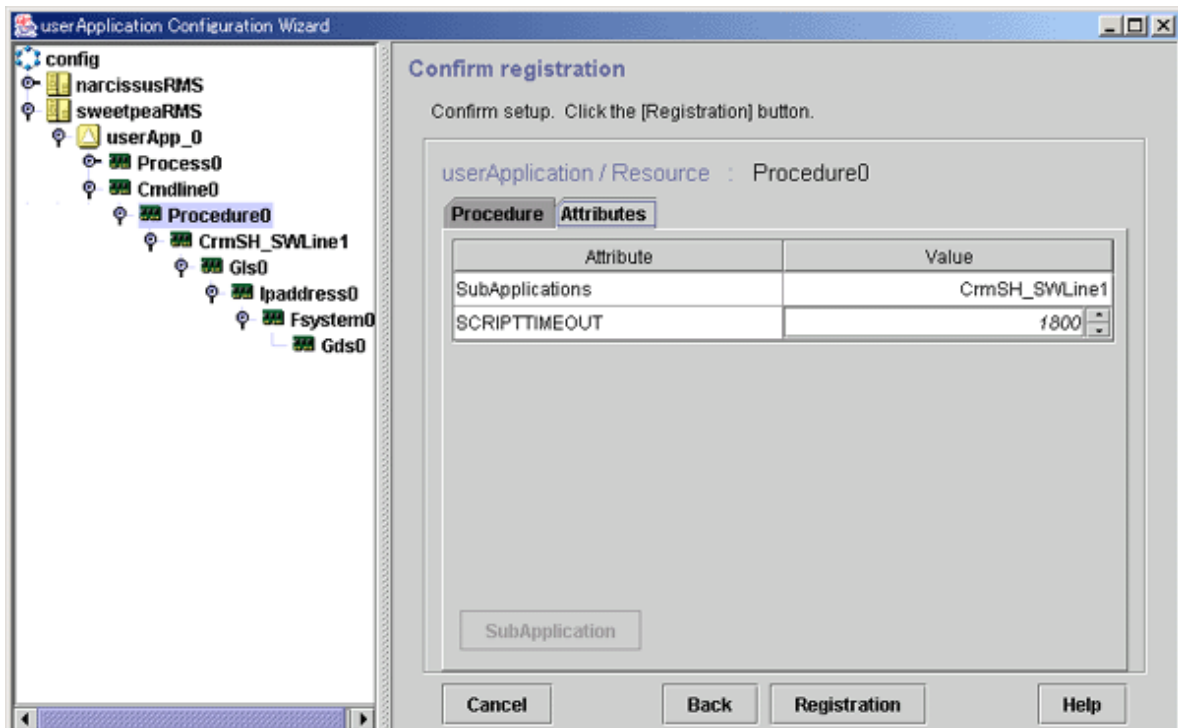 userApplication Configuration Wizard
config
narcissusRMS
sweetpeaRMS
userApp_0
Process0
Cmdline0
Procedure0
CrmSH_SWLine1
Gls0
Ipaddress0
Fsystem0
Gds0
Confirm registration
Confirm setup. Click the [Registration] button.
userApplication / Resource : Procedure0
Procedure Attributes
Attribute Value
SubApplications CrmSH_SWLine1
SCRIPTTIMEOUT 1800
SubApplication
Cancel Back Registration Help